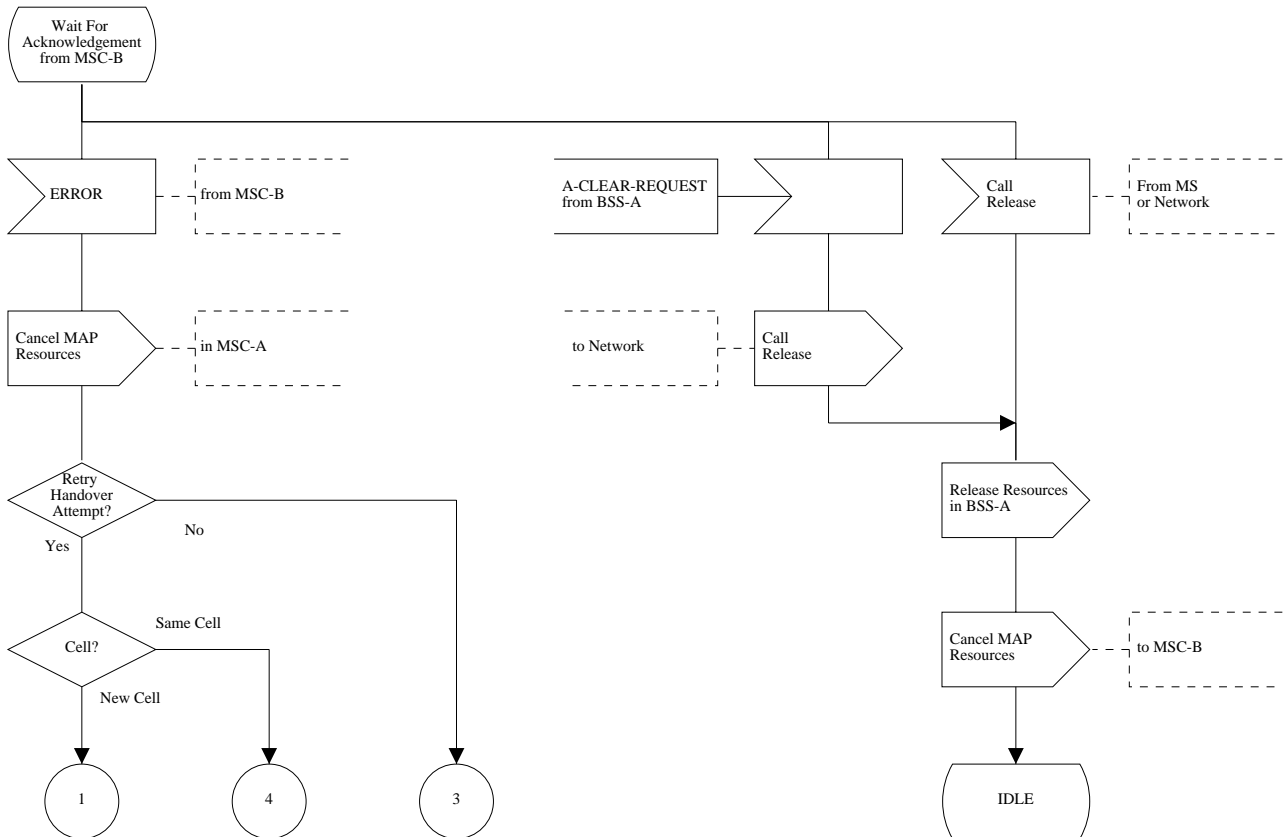 Wait For
Acknowledgement
from MSC-B
ERROR
from MSC-B
A-CLEAR-REQUEST
from BSS-A
Call
Release
From MS
or Network
Cancel MAP
Resources
in MSC-A
to Network
Call
Release
Retry
Handover
Attempt?
Yes
No
Release Resources
in BSS-A
Cell?
Same Cell
New Cell
Cancel MAP
Resources
to MSC-B
1
4
3
IDLE